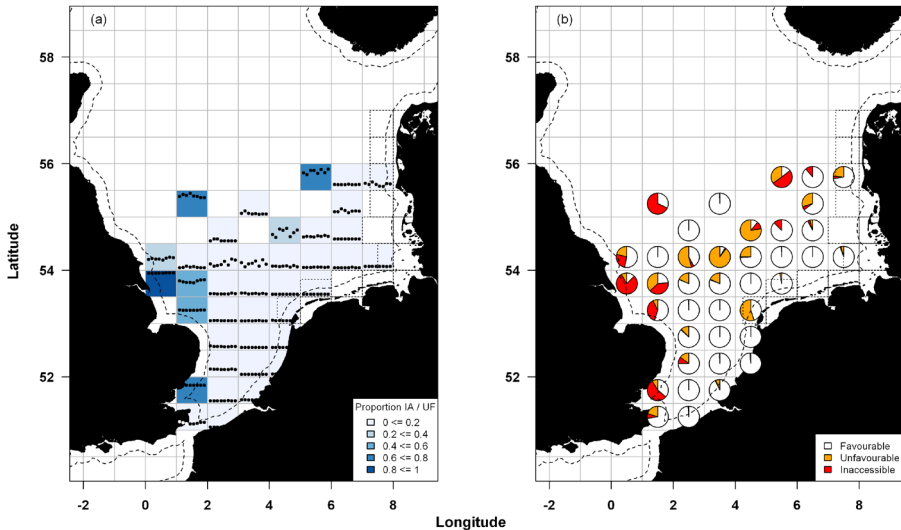 (a)
(b)
Latitude
58
56
54
52
-2
0
2
4
6
8
Proportion IA / UF
0 <= 0.2
0.2 <= 0.4
0.4 <= 0.6
0.6 <= 0.8
0.8 <= 1
58
56
54
52
-2
0
2
4
6
8
Favourable
Unfavourable
Inaccessible
Longitude